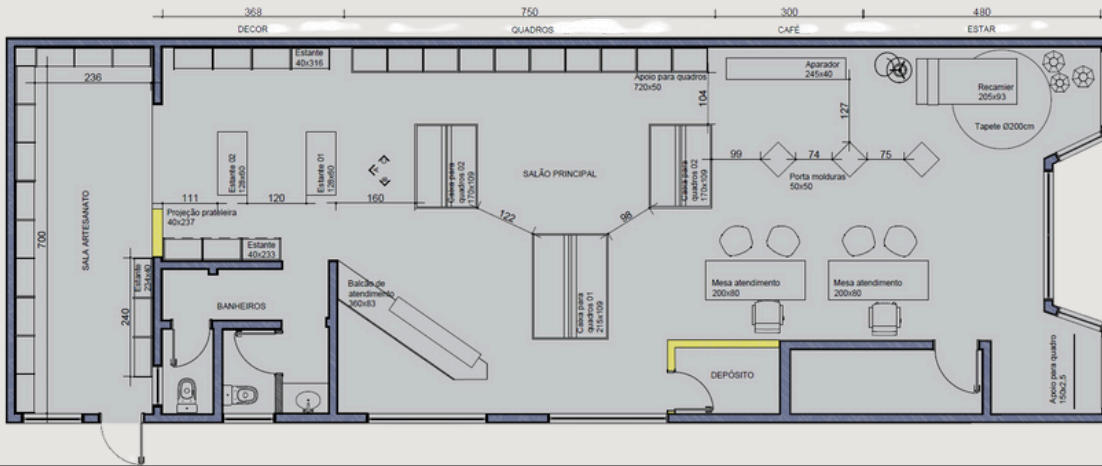 368
750
300
480
DECOR
QUADROS
CAFÉ
ESTAR
Estante
40x316
Apoio para quadros
720x50
Aparador
245x40
Recamier
205x93
Tapete Ø200cm
236
104
127
Estante 02
128x60
Estante 01
128x60
Caixa para
quadros 02
170x109
SALÃO PRINCIPAL
Caixa para
quadros 02
170x109
99
74
75
Porta molduras
50x50
111
120
160
Projeção prateleira
40x237
122
98
SALA ARTESANATO
700
Estante
40x233
Estante
234x40
240
BANHEIROS
Balcão de
atendimento
360x83
Caixa para
quadros 01
215x109
Mesa atendimento
200x80
Mesa atendimento
200x80
DEPÓSITO
Apoio para quadro
150x2,5